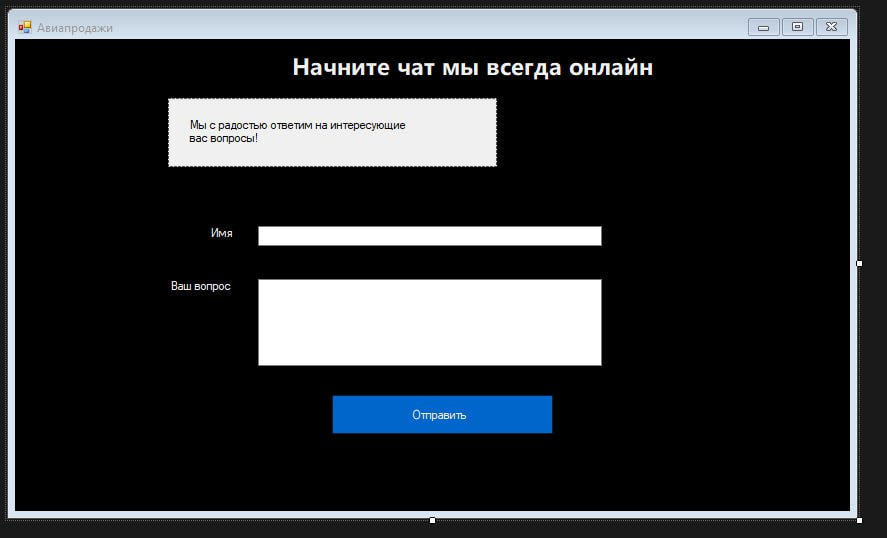 Авиапродажи
Начните чат мы всегда онлайн
Мы с радостью ответим на интересующие
вас вопросы!
Имя
Ваш вопрос
Отправить